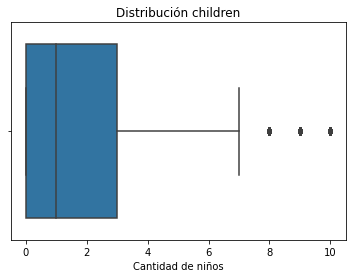 Distribución children
0 2 4 6 8 10
Cantidad de niños